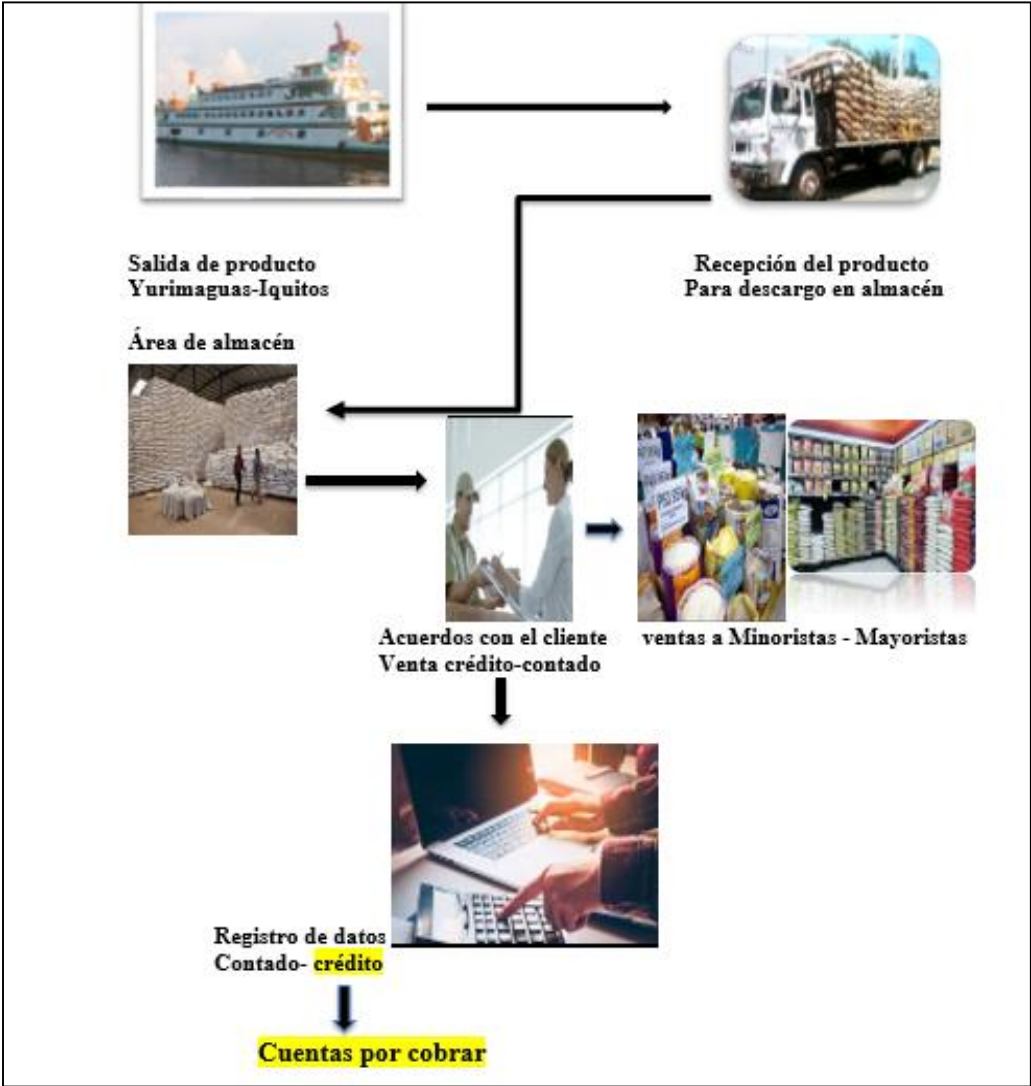 Salida de producto
Yurimaguas-Iquitos
Recepción del producto
Para descargo en almacén
Área de almacén
Acuerdos con el cliente
Venta crédito-contado
ventas a Minoristas - Mayoristas
Registro de datos
Contado- crédito
Cuentas por cobrar